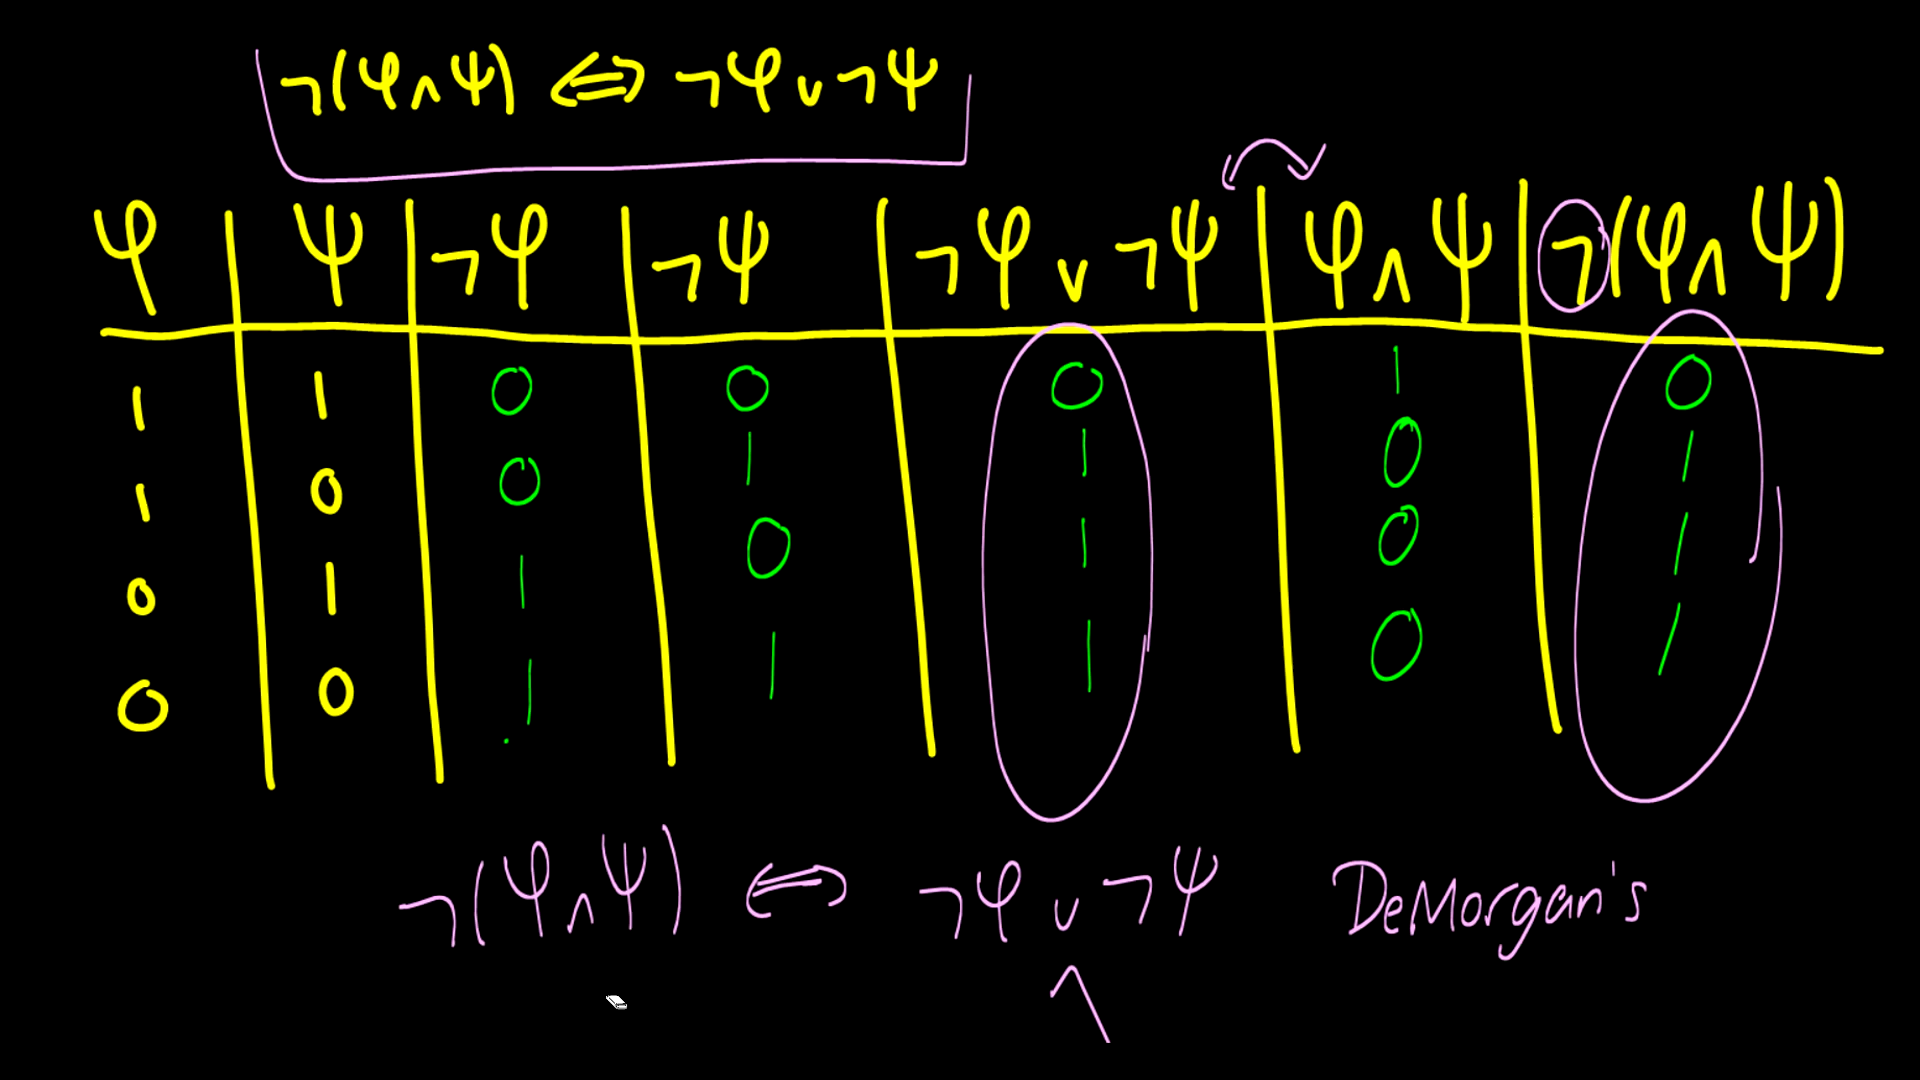 ¬(φ∧ψ) ⇔ ¬φ∨¬ψ
φ ψ ¬φ ¬ψ ¬φ∨¬ψ φ∧ψ ¬(φ∧ψ)
1 1 0 0 0 1 0
1 0 0 1 1 0 1
0 1 1 0 1 0 1
0 0 1 1 1 0 1
¬(φ∧ψ) ⇔ ¬φ∨¬ψ DeMorgan's
∧